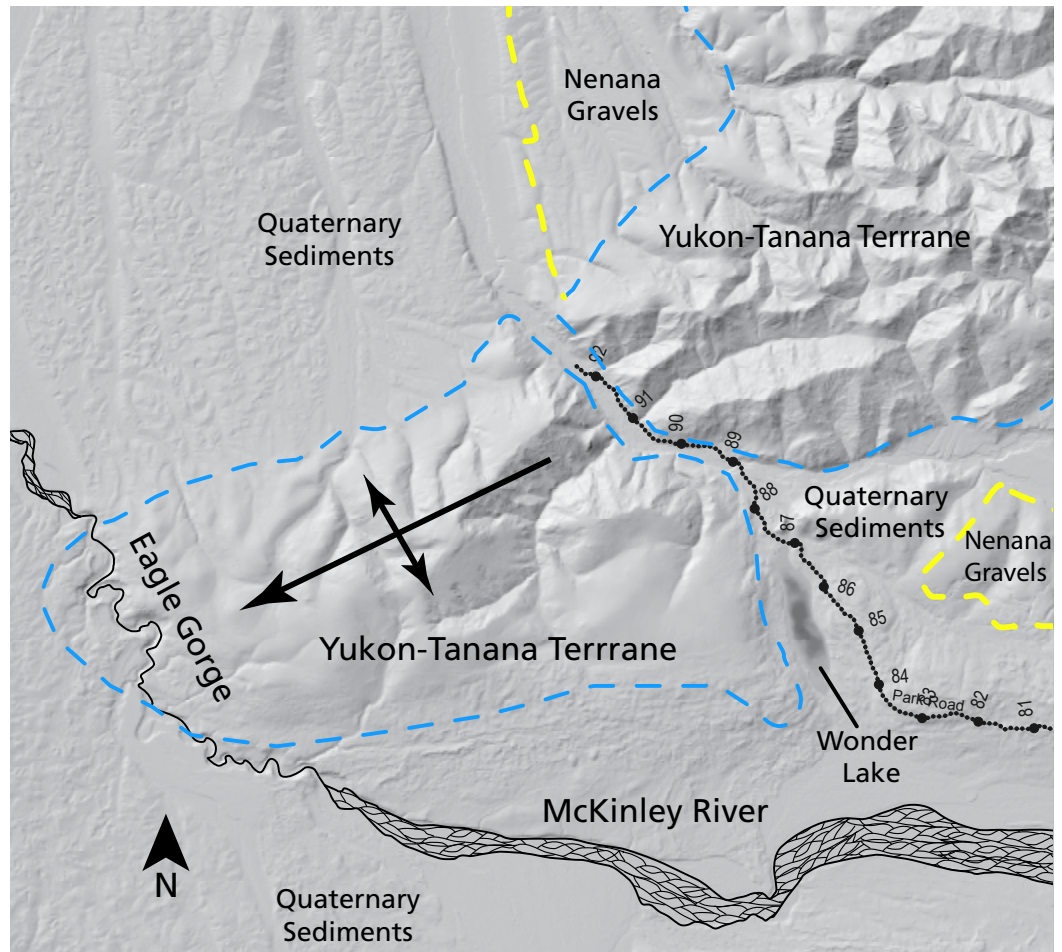 Nenana
Gravels
Quaternary
Sediments
Yukon-Tanana Terrrane
92
91
90
89
88
Quaternary
Sediments
87
Nenana
Gravels
Eagle Gorge
86
85
Yukon-Tanana Terrrane
84
Park Road
83
82
81
Wonder
Lake
McKinley River
N
Quaternary
Sediments